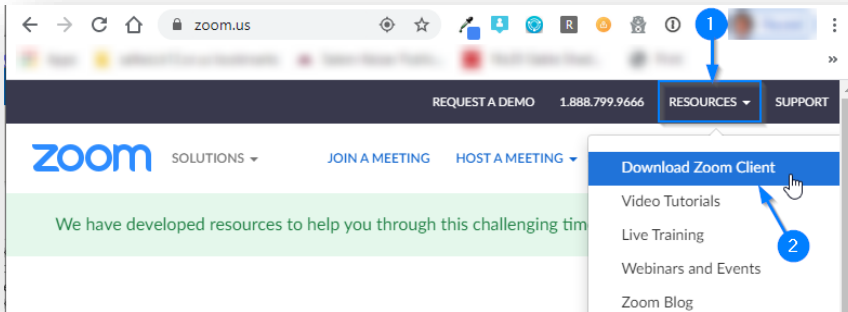 zoom.us
R
1
REQUEST A DEMO 1.888.799.9666 RESOURCES SUPPORT
zoom SOLUTIONS JOIN A MEETING HOST A MEETING
Download Zoom Client
We have developed resources to help you through this challenging tim
Video Tutorials
Live Training
2
Webinars and Events
Zoom Blog